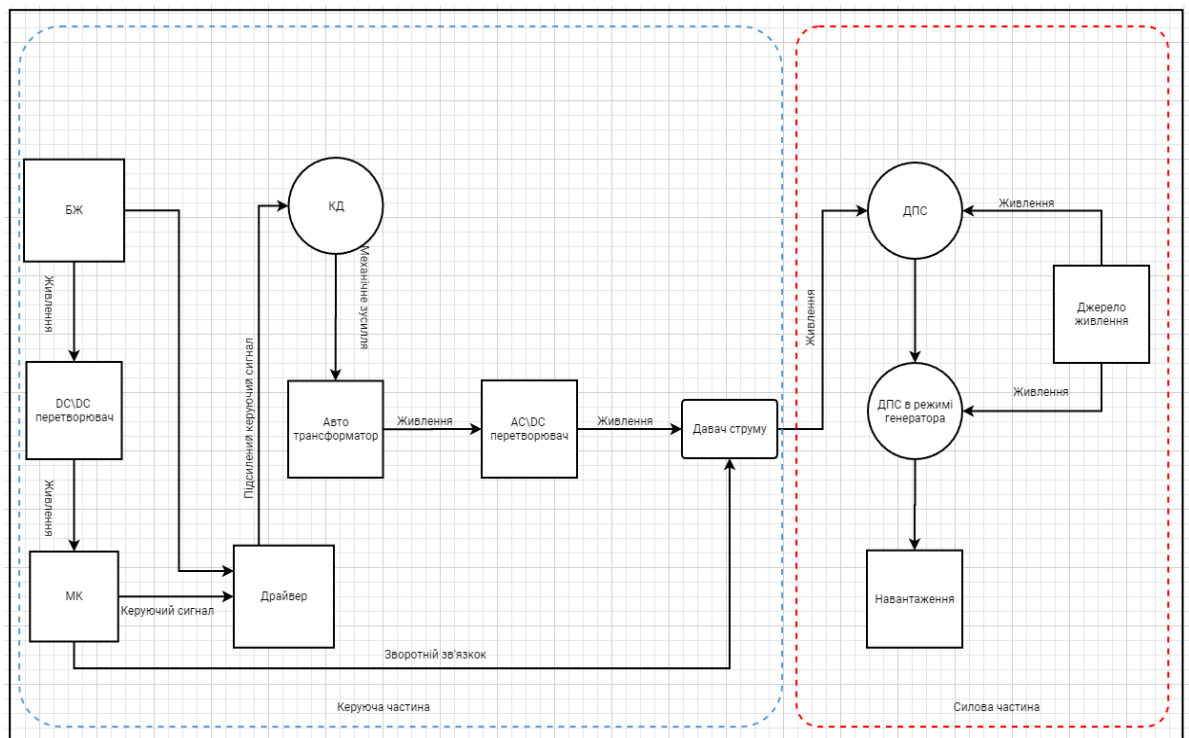 БЖ
КД
ДПС
Живлення
Механічне зусилля
Живлення
Джерело
живлення
Живлення
Підсилений керуючий сигнал
DC\DC
перетворювач
Авто
трансформатор
Живлення
AC\DC
перетворювач
Живлення
Давач струму
ДПС в режимі
генератора
Живлення
Живлення
МК
Керуючий сигнал
Драйвер
Навантаження
Зворотній зв'язок
Керуюча частина
Силова частина